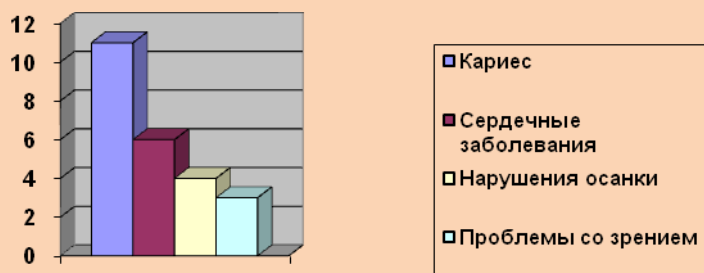 12
10
8
6
4
2
0
Кариес
Сердечные
заболевания
Нарушения осанки
Проблемы со зрением